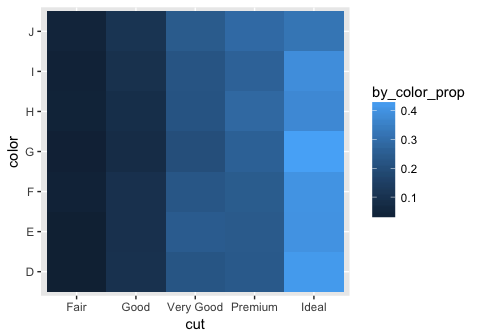 J
I
H
G
F
E
D
color
Fair Good Very Good Premium Ideal
cut
by_color_prop
0.4
0.3
0.2
0.1